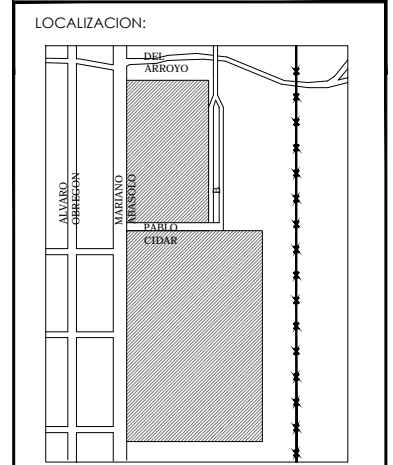 LOCALIZACION:
DEL
ARROYO
ALVARO
OBREGON
MARIANO
ABASOLO
B
PABLO
CIDAR